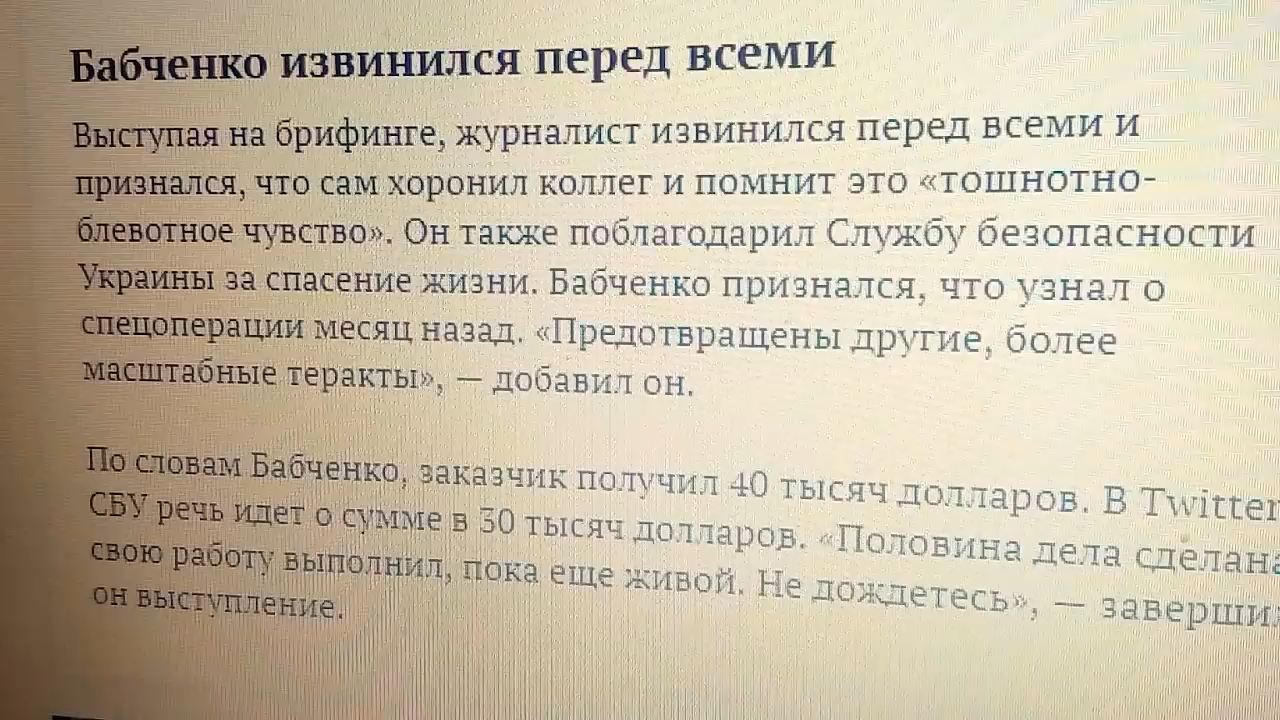 Бабченко извинился перед всеми
Выступая на брифинге, журналист извинился перед всеми и
признался, что сам хоронил коллег и помнит это «тошнотно-
блевотное чувство». Он также поблагодарил Службу безопасности
Украины за спасение жизни. Бабченко признался, что узнал о
спецоперации месяц назад. «Предотвращены другие, более
масштабные теракты», — добавил он.
По словам Бабченко, заказчик получил 40 тысяч долларов. В Twitter
СБУ речь идет о сумме в 30 тысяч долларов. «Половина дела сделана
свою работу выполнил, пока еще живой. Не дождетесь», — завершил
он выступление.